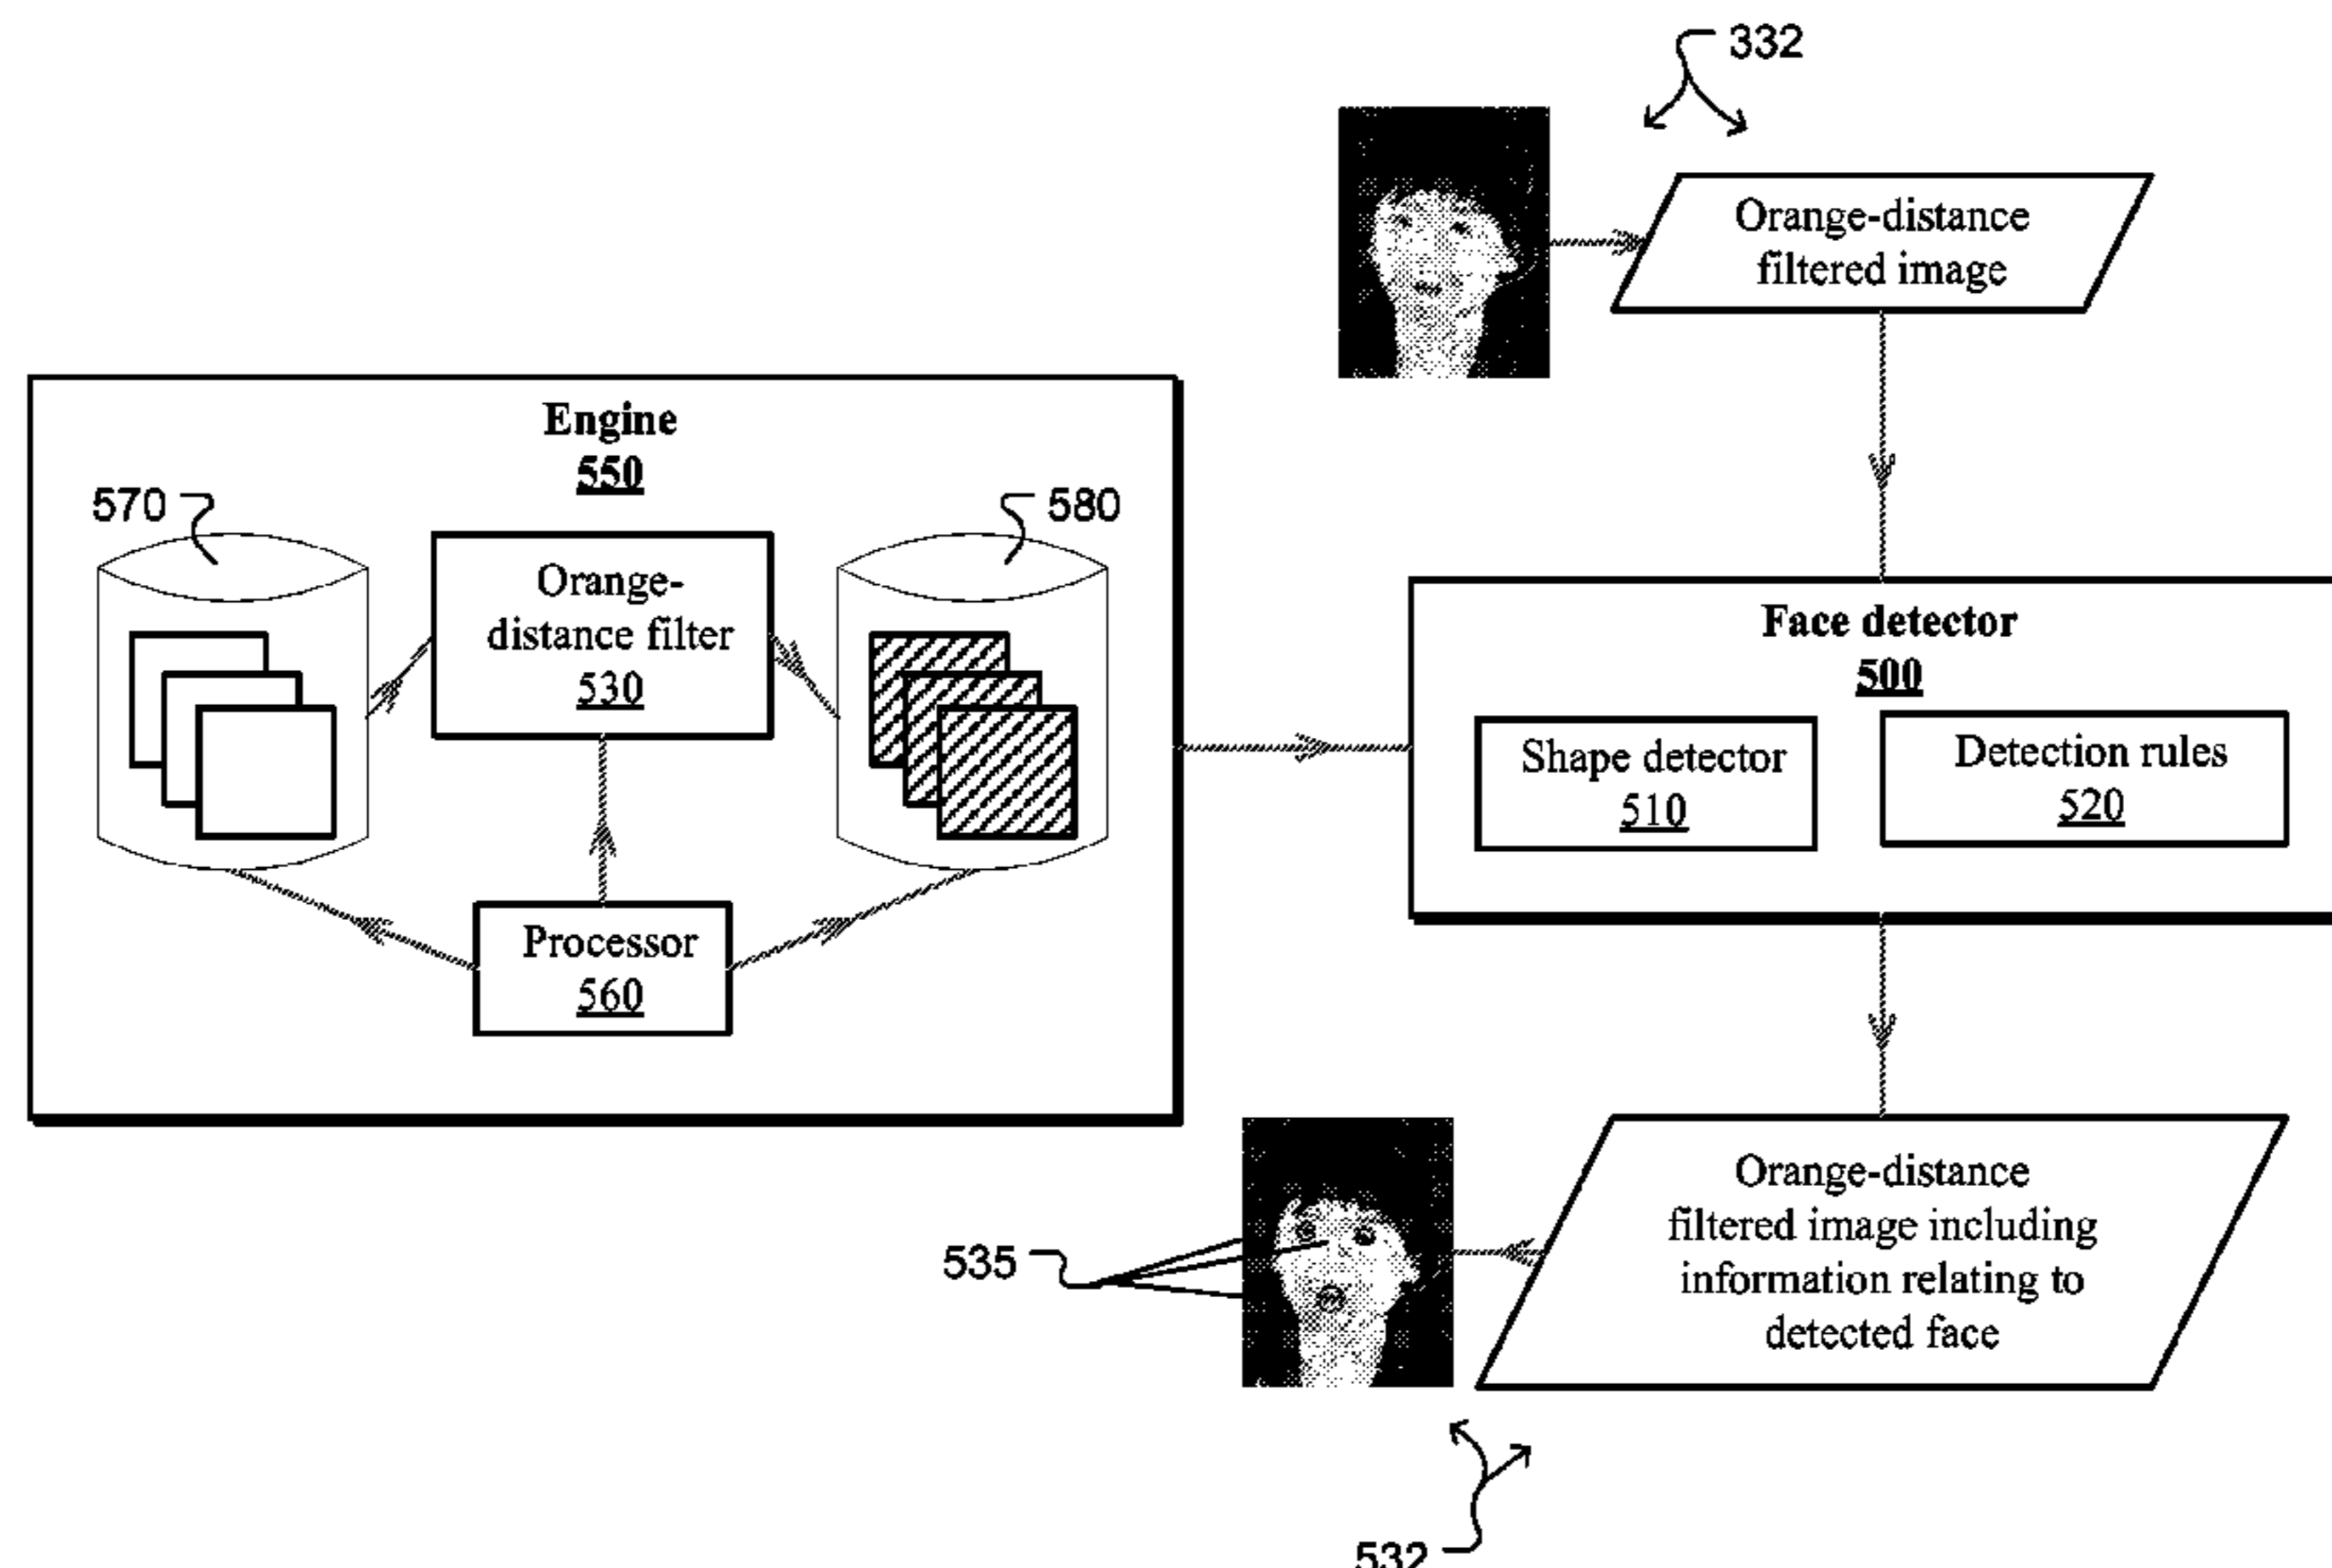 332
Orange-distance
filtered image
Engine
550
570
580
Orange-
distance filter
530
Processor
560
Face detector
500
Shape detector
510
Detection rules
520
535
Orange-distance
filtered image including
information relating to
detected face
532